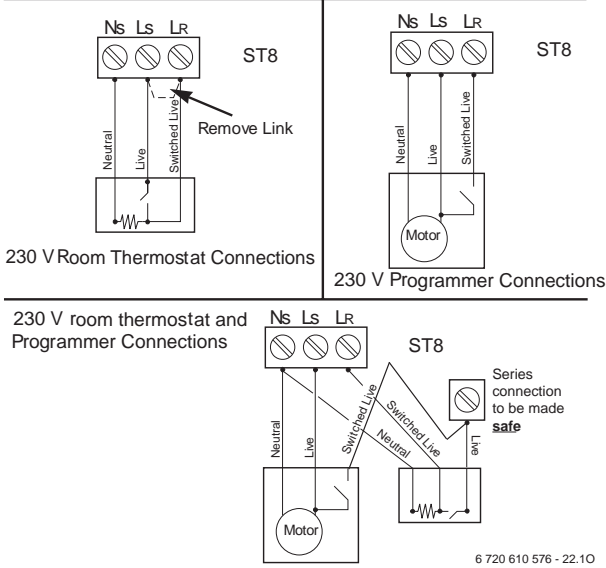 Ns Ls LR
ST8
Remove Link
Neutral
Live
Switched Live
230 V Room Thermostat Connections
Ns Ls LR
ST8
Neutral
Live
Switched Live
Motor
230 V Programmer Connections
230 V room thermostat and
Programmer Connections
Ns Ls LR
ST8
Series
connection
to be made
safe
Neutral
Live
Switched Live
Switched Live
Neutral
Live
Motor
6 720 610 576 - 22.1O